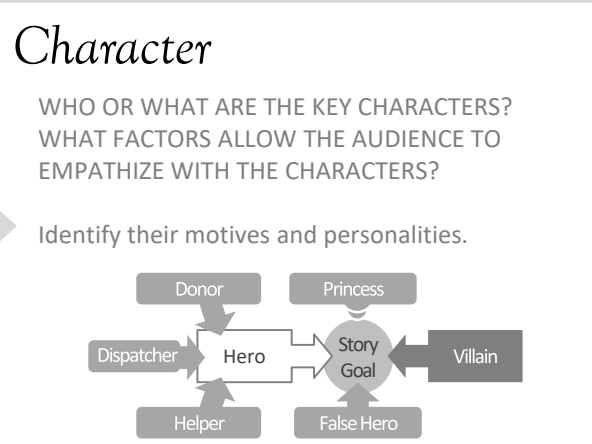 Character
WHO OR WHAT ARE THE KEY CHARACTERS?
WHAT FACTORS ALLOW THE AUDIENCE TO
EMPATHIZE WITH THE CHARACTERS?
Identify their motives and personalities.
Donor
Princess
Dispatcher
Hero
Story
Goal
Villain
Helper
False Hero